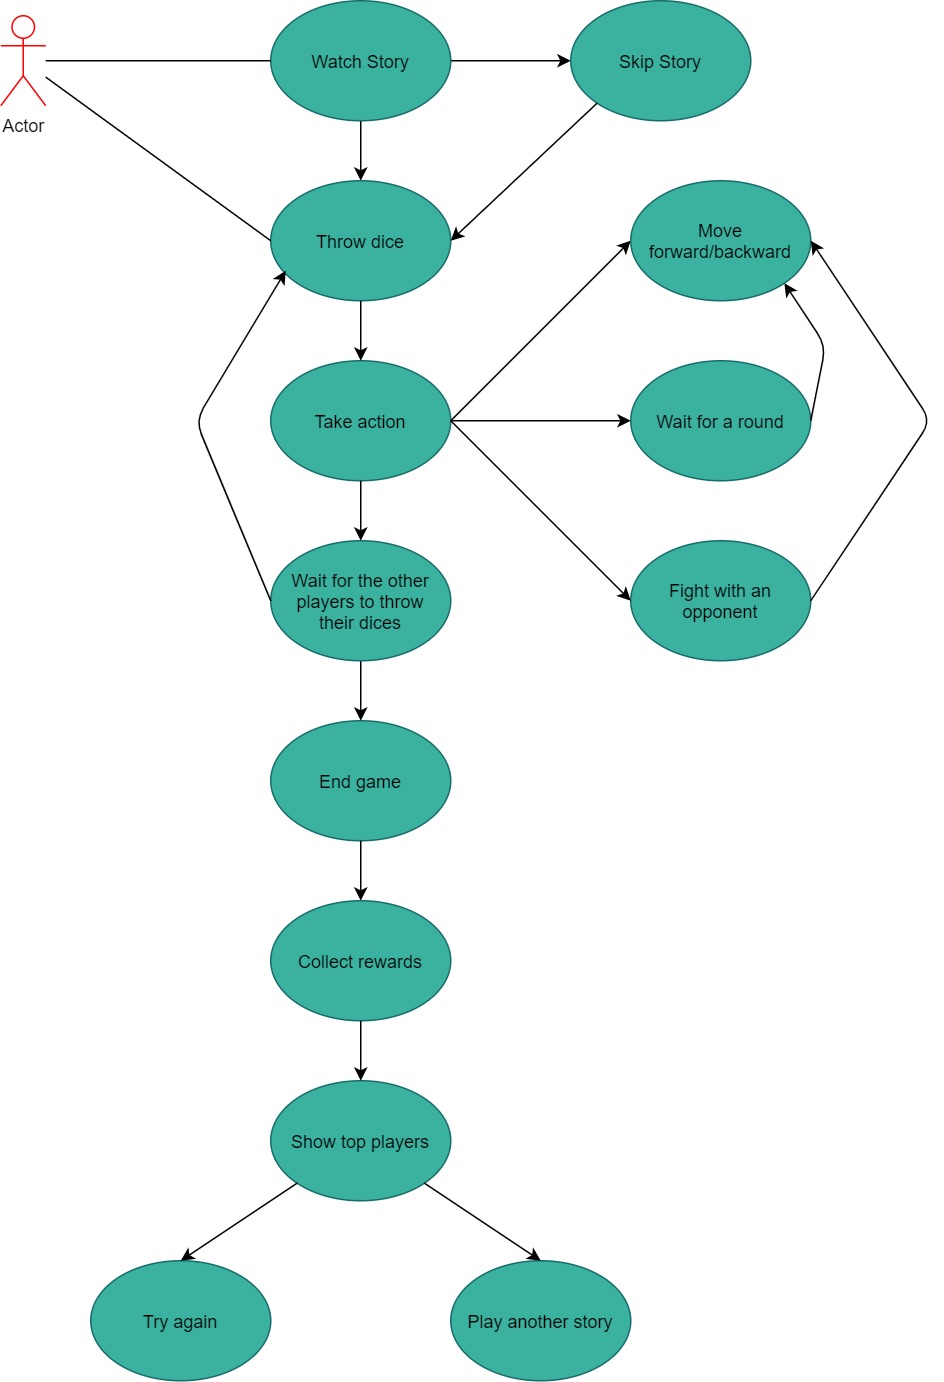 Watch Story
Skip Story
Actor
Throw dice
Move
forward/backward
Take action
Wait for a round
Wait for the other
players to throw
their dices
Fight with an
opponent
End game
Collect rewards
Show top players
Try again
Play another story